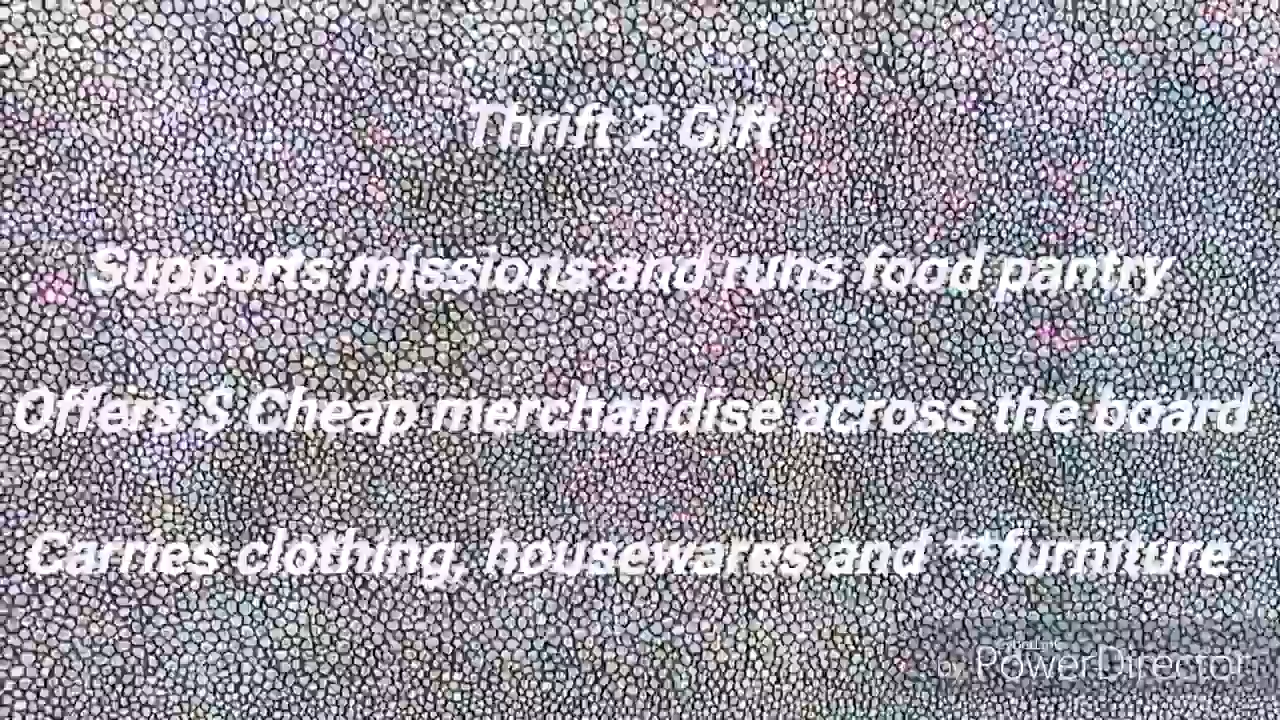 Thrift 2 Gift
Supports missions and runs food pantry
Offers $ Cheap merchandise across the board
Carries clothing, housewares and **furniture
by PowerDirector